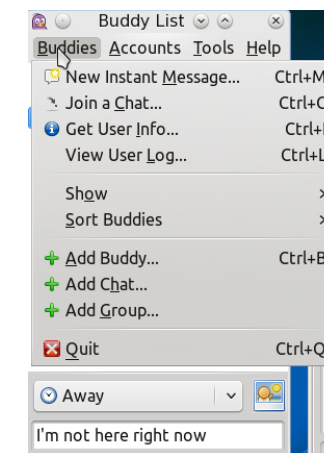 Buddy List
Buddies Accounts Tools Help
New Instant Message... Ctrl+M
Join a Chat... Ctrl+C
Get User Info... Ctrl+I
View User Log... Ctrl+L
Show
Sort Buddies
Add Buddy... Ctrl+B
Add Chat...
Add Group...
Quit Ctrl+Q
Away
I'm not here right now